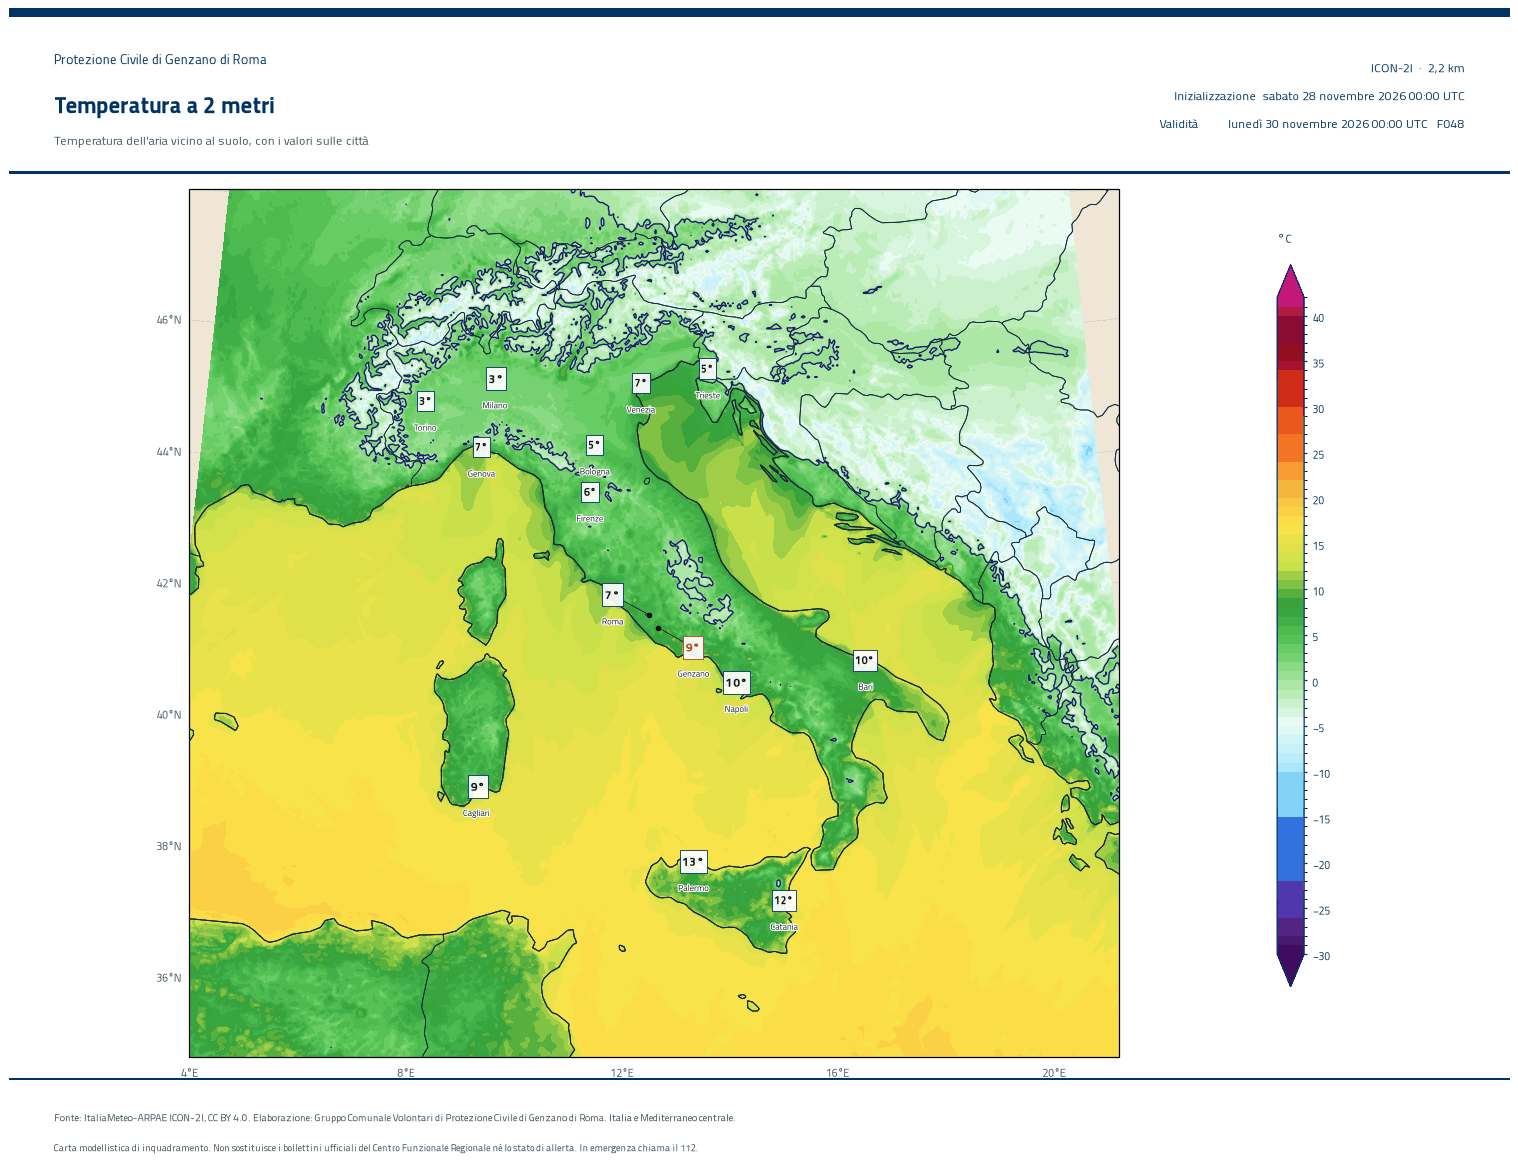 Protezione Civile di Genzano di Roma
Temperatura a 2 metri
Temperatura dell'aria vicino al suolo, con i valori sulle città
ICON-2I · 2,2 km
Inizializzazione sabato 28 novembre 2026 00:00 UTC
Validità lunedì 30 novembre 2026 00:00 UTC F048
°C
46°N
44°N
42°N
40°N
38°N
36°N
4°E
8°E
12°E
16°E
20°E
3°
Milano
3°
Torino
7°
Venezia
5°
Trieste
7°
Genova
5°
Bologna
6°
Firenze
7°
Roma
9°
Genzano
10°
Napoli
10°
Bari
9°
Cagliari
13°
Palermo
12°
Catania
40
35
30
25
20
15
10
5
0
−5
−10
−15
−20
−25
−30
Fonte: ItaliaMeteo-ARPAE ICON-2I, CC BY 4.0. Elaborazione: Gruppo Comunale Volontari di Protezione Civile di Genzano di Roma. Italia e Mediterraneo centrale.
Carta modellistica di inquadramento. Non sostituisce i bollettini ufficiali del Centro Funzionale Regionale né lo stato di allerta. In emergenza chiama il 112.